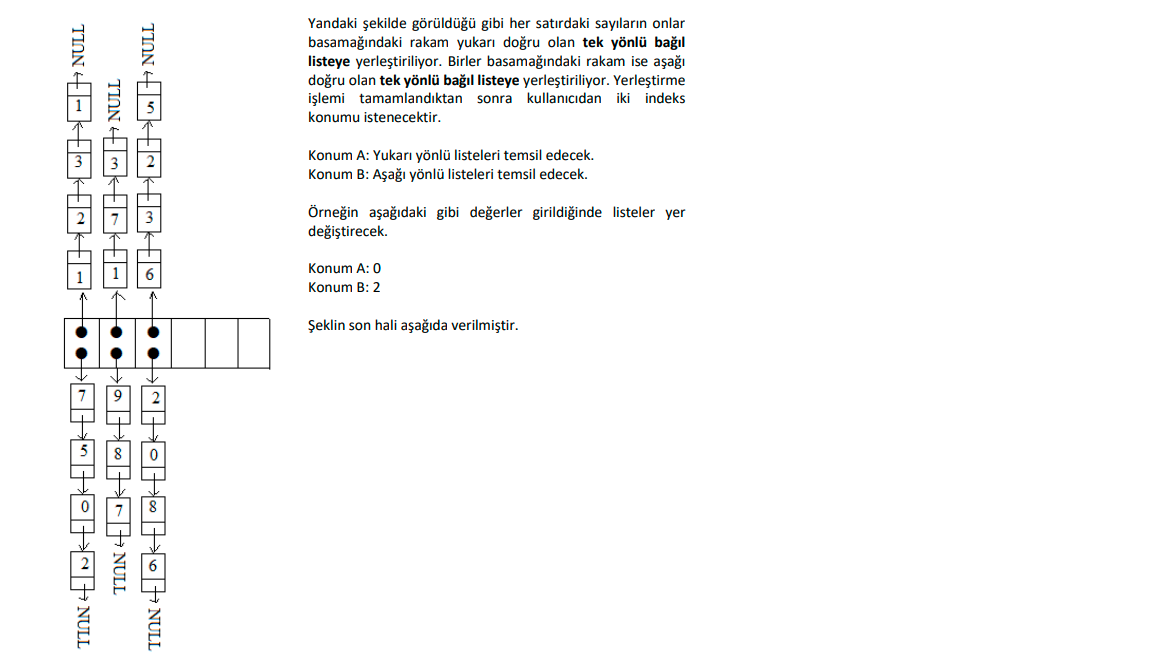 NULL NULL
NULL
1 5
3 3 2
2 7 3
1 1 6
7 9 2
5 8 0
0 7 8
2 NULL 6
NULL NULL
Yandaki şekilde görüldüğü gibi her satırdaki sayıların onlar
basamağındaki rakam yukarı doğru olan tek yönlü bağıl
listeye yerleştiriliyor. Birler basamağındaki rakam ise aşağı
doğru olan tek yönlü bağıl listeye yerleştiriliyor. Yerleştirme
işlemi tamamlandıktan sonra kullanıcıdan iki indeks
konumu istenecektir.
Konum A: Yukarı yönlü listeleri temsil edecek.
Konum B: Aşağı yönlü listeleri temsil edecek.
Örneğin aşağıdaki gibi değerler girildiğinde listeler yer
değiştirecek.
Konum A: 0
Konum B: 2
Şeklin son hali aşağıda verilmiştir.